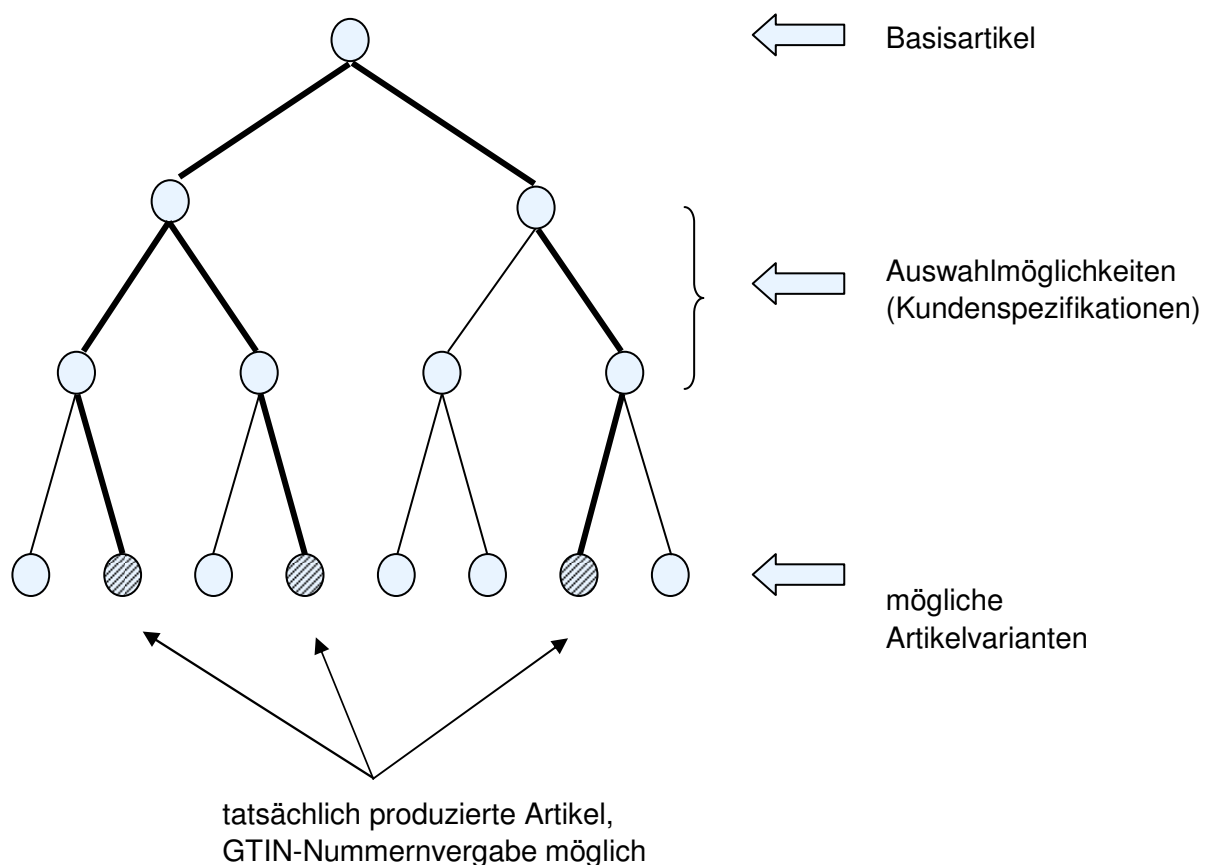 Basisartikel
Auswahlmöglichkeiten
(Kundenspezifikationen)
mögliche
Artikelvarianten
tatsächlich produzierte Artikel,
GTIN-Nummernvergabe möglich